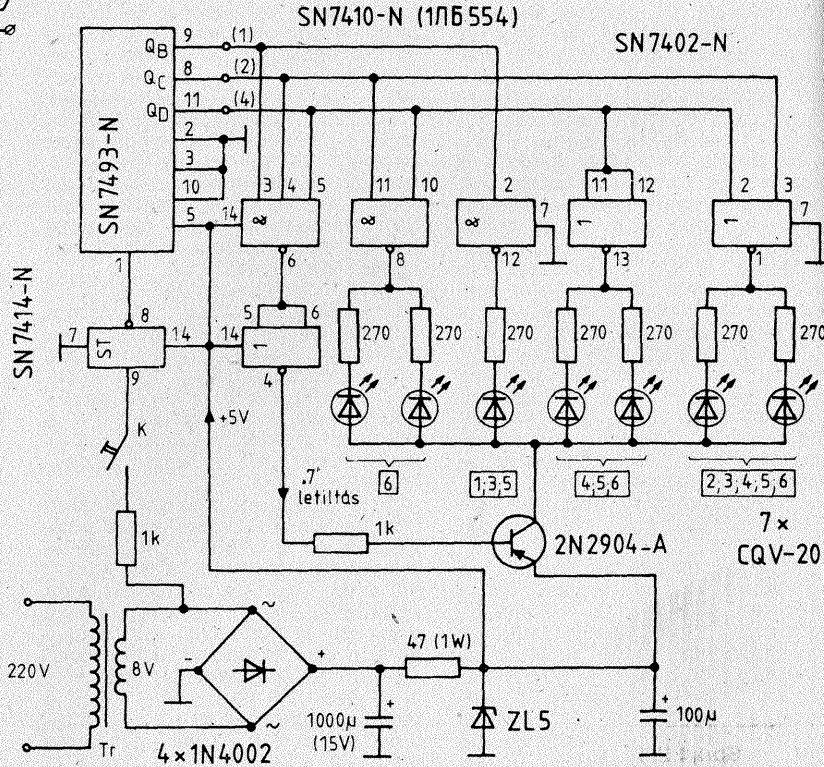 SN7410-N (1ЛБ554)
SN7402-N
SN7493-N
QB 9 (1)
QC 8 (2)
QD 11 (4)
2
3
10
5
14
3 4 5
&
6
11 10
&
8
2
&
7
12
11 12
1
13
2 3
1
7
1
SN7414-N
1
8
7
ST
14
9
14
5 6
1
4
270
270
270
270
270
270
270
K
+5V
6
1,3,5
4,5,6
2,3,4,5,6
"7"
letiltás
1k
1k
2N2904-A
7×
CQV-20
220V
Tr
8V
~
~
-
+
4×1N4002
47 (1W)
+
1000µ
(15V)
ZL5
+
100µ